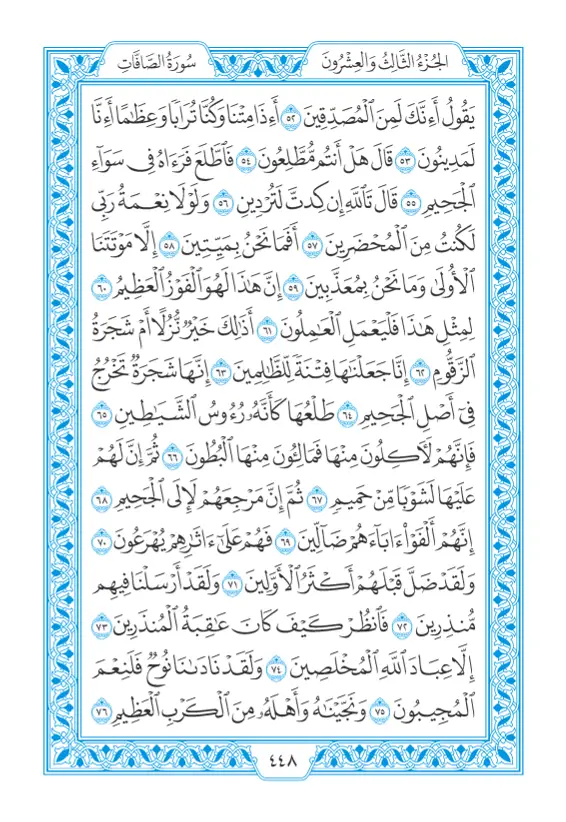 الجُزْءُ الثَّالِثُ وَالعِشْرُونَ
سُورَةُ الصَّافَّاتِ
يَقُولُ أَءِنَّكَ لَمِنَ ٱلْمُصَدِّقِينَ ٥٢ أَءِذَا مِتْنَا وَكُنَّا تُرَابًا وَعِظَٰمًا أَءِنَّا
لَمَدِينُونَ ٥٣ قَالَ هَلْ أَنتُم مُّطَّلِعُونَ ٥٤ فَٱطَّلَعَ فَرَءَاهُ فِى سَوَآءِ
ٱلْجَحِيمِ ٥٥ قَالَ تَٱللَّهِ إِن كِدتَّ لَتُرْدِينِ ٥٦ وَلَوْلَا نِعْمَةُ رَبِّى
لَكُنتُ مِنَ ٱلْمُحْضَرِينَ ٥٧ أَفَمَا نَحْنُ بِمَيِّتِينَ ٥٨ إِلَّا مَوْتَتَنَا
ٱلْأُولَىٰ وَمَا نَحْنُ بِمُعَذَّبِينَ ٥٩ إِنَّ هَٰذَا لَهُوَ ٱلْفَوْزُ ٱلْعَظِيمُ ٦٠
لِمِثْلِ هَٰذَا فَلْيَعْمَلِ ٱلْعَٰمِلُونَ ٦١ أَذَٰلِكَ خَيْرٌ نُّزُلًا أَمْ شَجَرَةُ
ٱلزَّقُّومِ ٦٢ إِنَّا جَعَلْنَٰهَا فِتْنَةً لِّلظَّٰلِمِينَ ٦٣ إِنَّهَا شَجَرَةٌ تَخْرُجُ
فِىٓ أَصْلِ ٱلْجَحِيمِ ٦٤ طَلْعُهَا كَأَنَّهُۥ رُءُوسُ ٱلشَّيَٰطِينِ ٦٥
فَإِنَّهُمْ لَءَاكِلُونَ مِنْهَا فَمَالِـُٔونَ مِنْهَا ٱلْبُطُونَ ٦٦ ثُمَّ إِنَّ لَهُمْ
عَلَيْهَا لَشَوْبًا مِّنْ حَمِيمٍ ٦٧ ثُمَّ إِنَّ مَرْجِعَهُمْ لَإِلَى ٱلْجَحِيمِ ٦٨
إِنَّهُمْ أَلْفَوْا۟ ءَابَآءَهُمْ ضَآلِّينَ ٦٩ فَهُمْ عَلَىٰٓ ءَاثَٰرِهِمْ يُهْرَعُونَ ٧٠
وَلَقَدْ ضَلَّ قَبْلَهُمْ أَكْثَرُ ٱلْأَوَّلِينَ ٧١ وَلَقَدْ أَرْسَلْنَا فِيهِم
مُّنذِرِينَ ٧٢ فَٱنظُرْ كَيْفَ كَانَ عَٰقِبَةُ ٱلْمُنذَرِينَ ٧٣
إِلَّا عِبَادَ ٱللَّهِ ٱلْمُخْلَصِينَ ٧٤ وَلَقَدْ نَادَىٰنَا نُوحٌ فَلَنِعْمَ
ٱلْمُجِيبُونَ ٧٥ وَنَجَّيْنَٰهُ وَأَهْلَهُۥ مِنَ ٱلْكَرْبِ ٱلْعَظِيمِ ٧٦
٤٤٨